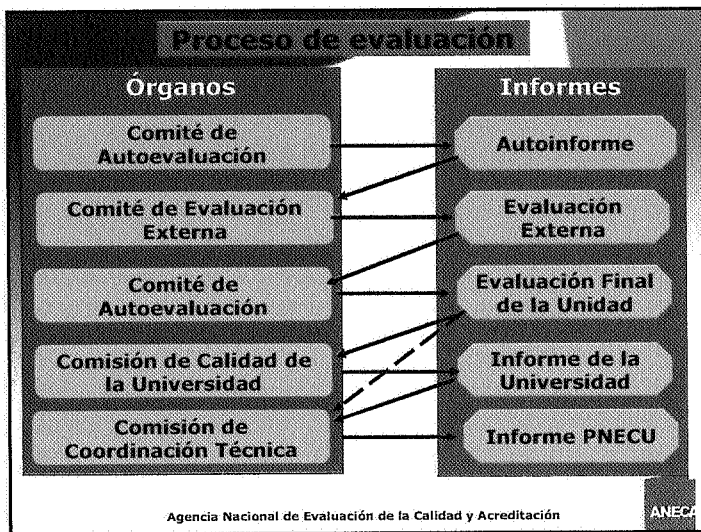 Proceso de evaluación
Órganos
Informes
Comité de
Autoevaluación
Autoinforme
Comité de Evaluación
Externa
Evaluación
Externa
Comité de
Autoevaluación
Evaluación Final
de la Unidad
Comisión de Calidad de
la Universidad
Informe de la
Universidad
Comisión de
Coordinación Técnica
Informe PNECU
Agencia Nacional de Evaluación de la Calidad y Acreditación
ANECA